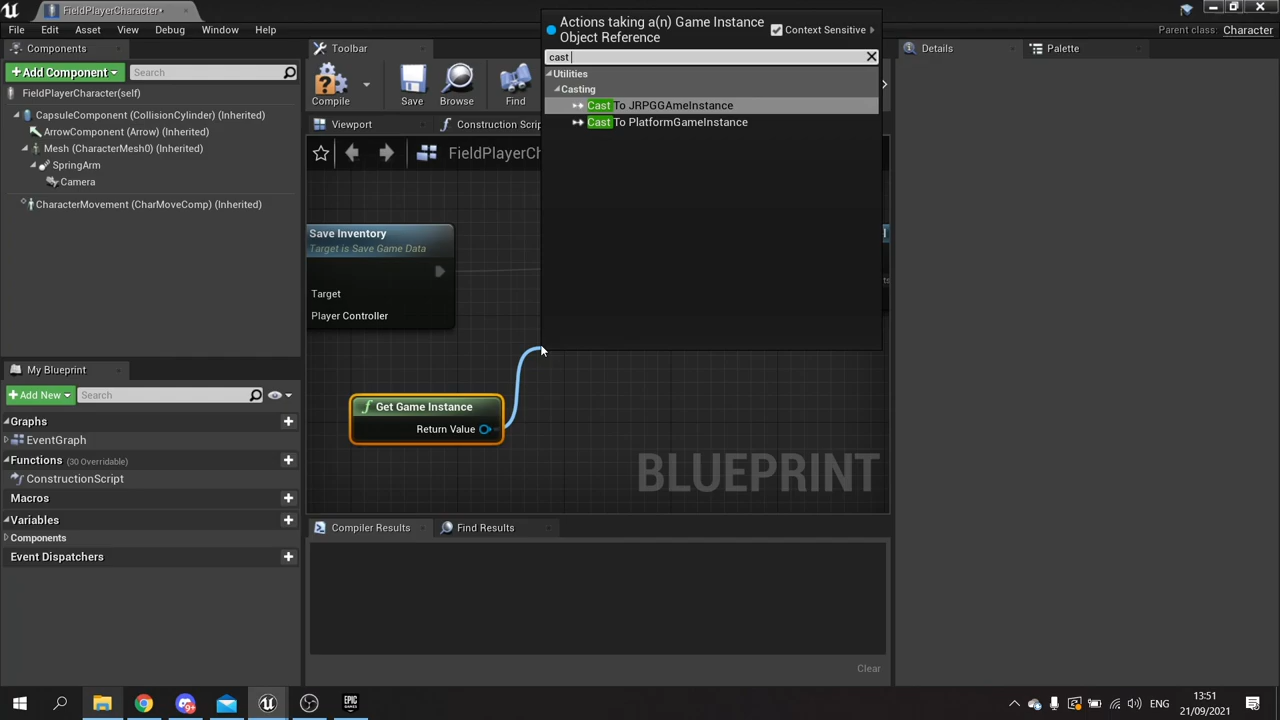 FieldPlayerCharacter*
File
Edit
Asset
View
Debug
Window
Help
Parent class: Character
Components
+Add Component
Search
FieldPlayerCharacter(self)
CapsuleComponent (CollisionCylinder) (Inherited)
ArrowComponent (Arrow) (Inherited)
Mesh (CharacterMesh0) (Inherited)
SpringArm
Camera
CharacterMovement (CharMoveComp) (Inherited)
Toolbar
Compile
Save
Browse
Find
Viewport
Construction Scrip
FieldPlayerCh
Actions taking a(n) Game Instance
Object Reference
Context Sensitive
cast
Utilities
Casting
Cast To JRPGGAmeInstance
Cast To PlatformGameInstance
Save Inventory
Target is Save Game Data
Target
Player Controller
Get Game Instance
Return Value
BLUEPRINT
Details
Palette
My Blueprint
+Add New
Search
Graphs
EventGraph
Functions (30 Overridable)
ConstructionScript
Macros
Variables
Components
Event Dispatchers
Compiler Results
Find Results
Clear
EPIC
GAMES
ENG
13:51
21/09/2021